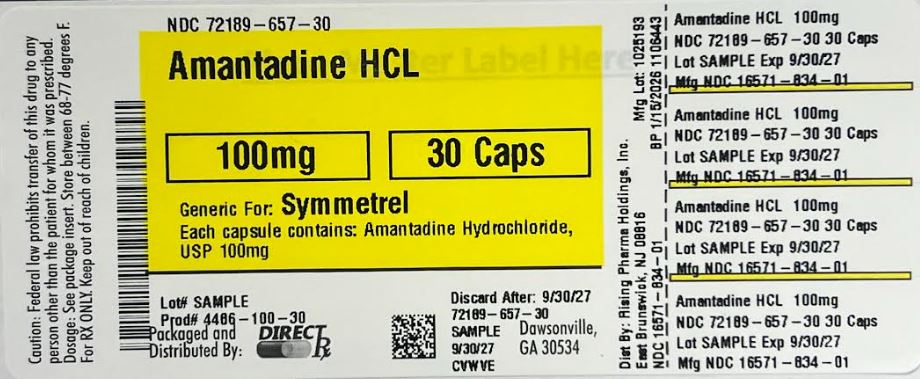 Caution: Federal law prohibits transfer of this drug to any
person other than the patient for whom it was prescribed.
Dosage: See package insert. Store between 68-77 degrees F.
For RX ONLY. Keep out of reach of children.
NDC 72189-657-30
Amantadine HCL
er Label Here
100mg
30 Caps
Generic For: Symmetrel
Each capsule contains: Amantadine Hydrochloride,
USP 100mg
Lot# SAMPLE
Prod# 4466-100-30
Packaged and
Distributed By:
DIRECT Rx
Discard After: 9/30/27
72189-657-30
SAMPLE
9/30/27
CVWVE
Dawsonville,
GA 30534
Dist By: Rising Pharma Holdings, Inc.
East Brunswick, NJ 08816
NDC 16571-834-01
Mfg Lot: 1025193
BP 1/15/2026 1106443
Amantadine HCL 100mg
NDC 72189-657-30 30 Caps
Lot SAMPLE Exp 9/30/27
Mfg NDC 16571-834-01
Amantadine HCL 100mg
NDC 72189-657-30 30 Caps
Lot SAMPLE Exp 9/30/27
Mfg NDC 16571-834-01
Amantadine HCL 100mg
NDC 72189-657-30 30 Caps
Lot SAMPLE Exp 9/30/27
Mfg NDC 16571-834-01
Amantadine HCL 100mg
NDC 72189-657-30 30 Caps
Lot SAMPLE Exp 9/30/27
Mfg NDC 16571-834-01